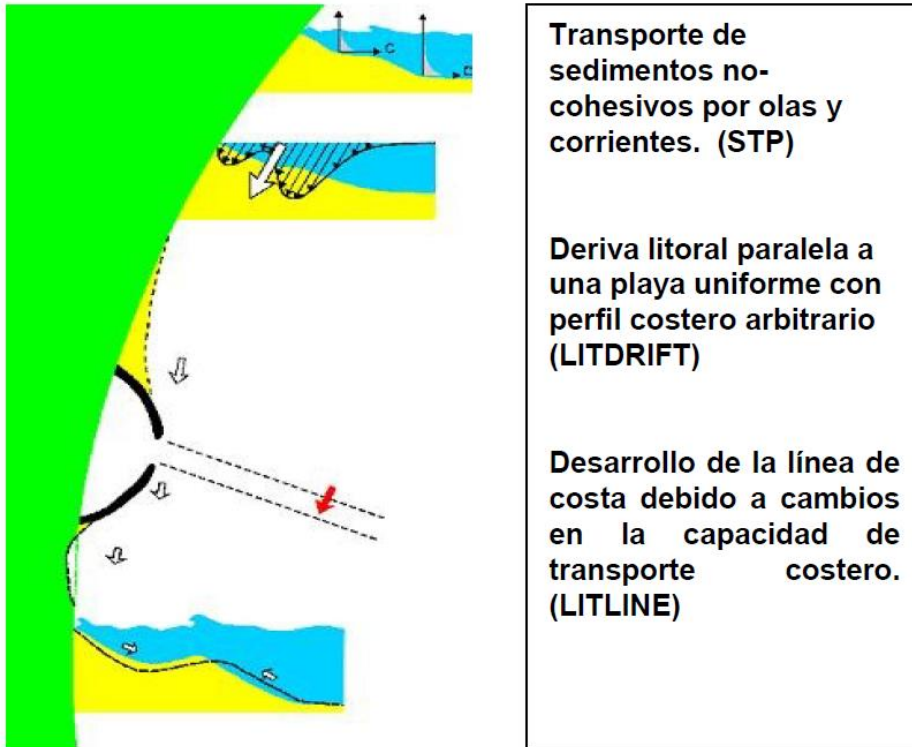 C
Transporte de
sedimentos no-
cohesivos por olas y
corrientes. (STP)
Deriva litoral paralela a
una playa uniforme con
perfil costero arbitrario
(LITDRIFT)
Desarrollo de la línea de
costa debido a cambios
en la capacidad de
transporte costero.
(LITLINE)